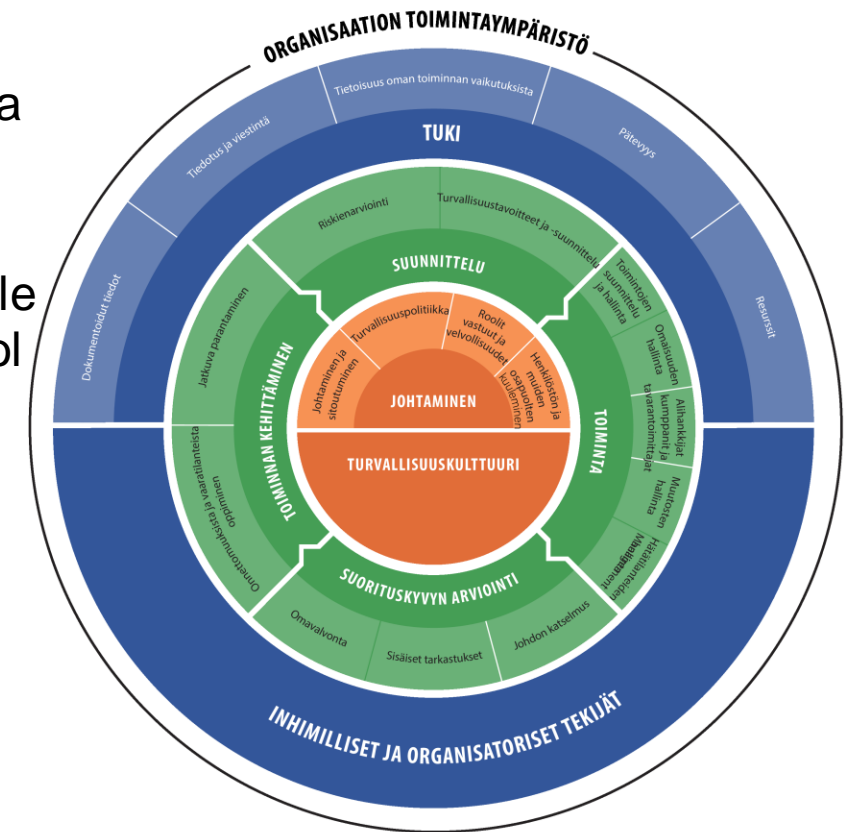 a
le
ol
ORGANISAATION TOIMINTAYMPÄRISTÖ
Dokumentoidut tiedot
Tiedotus ja viestintä
Tietoisuus oman toiminnan vaikutuksista
Pätevyys
Resurssit
TUKI
Riskienarviointi
Turvallisuustavoitteet ja -suunnittelu
SUUNNITTELU
Toimintojen
suunnittelu
ja hallinta
Omaisuuden
hallinta
Alihankkijat
kumppanit ja
tavarantoimittajat
Muutosten
hallinta
Hätätilanteiden
TOIMINTA
Johdon katselmus
Sisäiset tarkastukset
Omavalvonta
SUORITUSKYVYN ARVIOINTI
Onnettomuuksista ja vaaratilanteista
oppiminen
Jatkuva parantaminen
TOIMINNAN KEHITTÄMINEN
Johtaminen ja
sitoutuminen
Turvallisuuspolitiikka
Roolit
vastuut ja
velvollisuudet
Henkilöstön ja
muiden
osapuolten
kuuleminen
JOHTAMINEN
TURVALLISUUSKULTTUURI
INHIMILLISET JA ORGANISATORISET TEKIJÄT